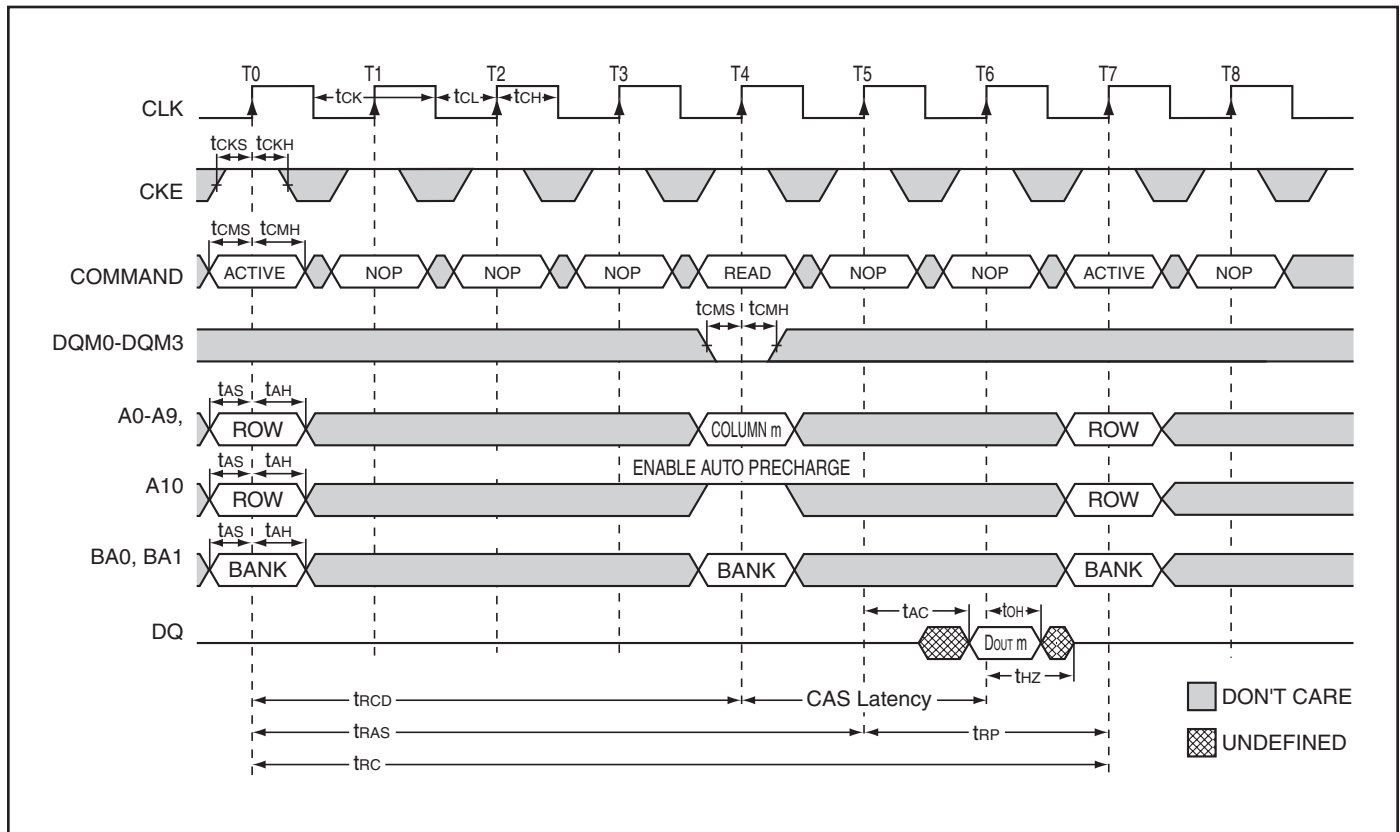 T0 T1 T2 T3 T4 T5 T6 T7 T8
CLK
tCK tCL tCH
tCKS tCKH
CKE
tCMS tCMH
COMMAND
ACTIVE NOP NOP NOP READ NOP NOP ACTIVE NOP
tCMS tCMH
DQM0-DQM3
tAS tAH
A0-A9,
ROW COLUMN m ROW
tAS tAH
ENABLE AUTO PRECHARGE
A10
ROW ROW
tAS tAH
BA0, BA1
BANK BANK BANK
tAC tOH
DQ
DOUT m
tHZ
tRCD CAS Latency
DON'T CARE
tRAS tRP
UNDEFINED
tRC